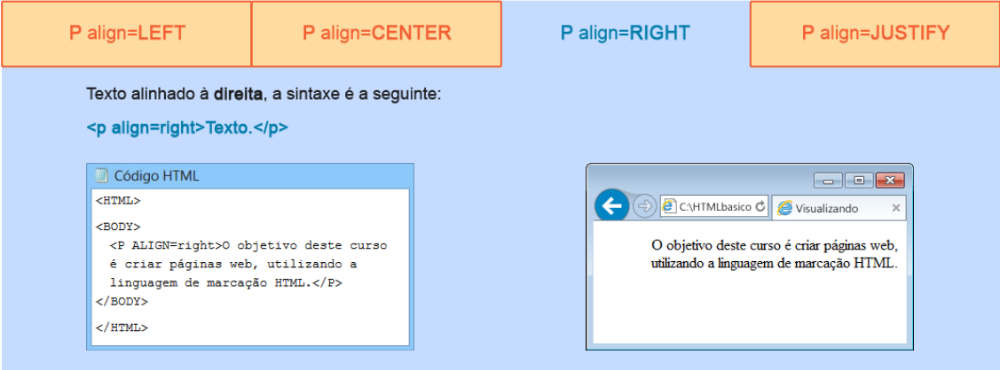 P align=LEFT
P align=CENTER
P align=RIGHT
P align=JUSTIFY
Texto alinhado à direita, a sintaxe é a seguinte:
<p align=right>Texto.</p>
Código HTML
<HTML>
<BODY>
<P ALIGN=right>O objetivo deste curso
é criar páginas web, utilizando a
linguagem de marcação HTML.</P>
</BODY>
</HTML>
C:\HTMLbasico
Visualizando
O objetivo deste curso é criar páginas web,
utilizando a linguagem de marcação HTML.